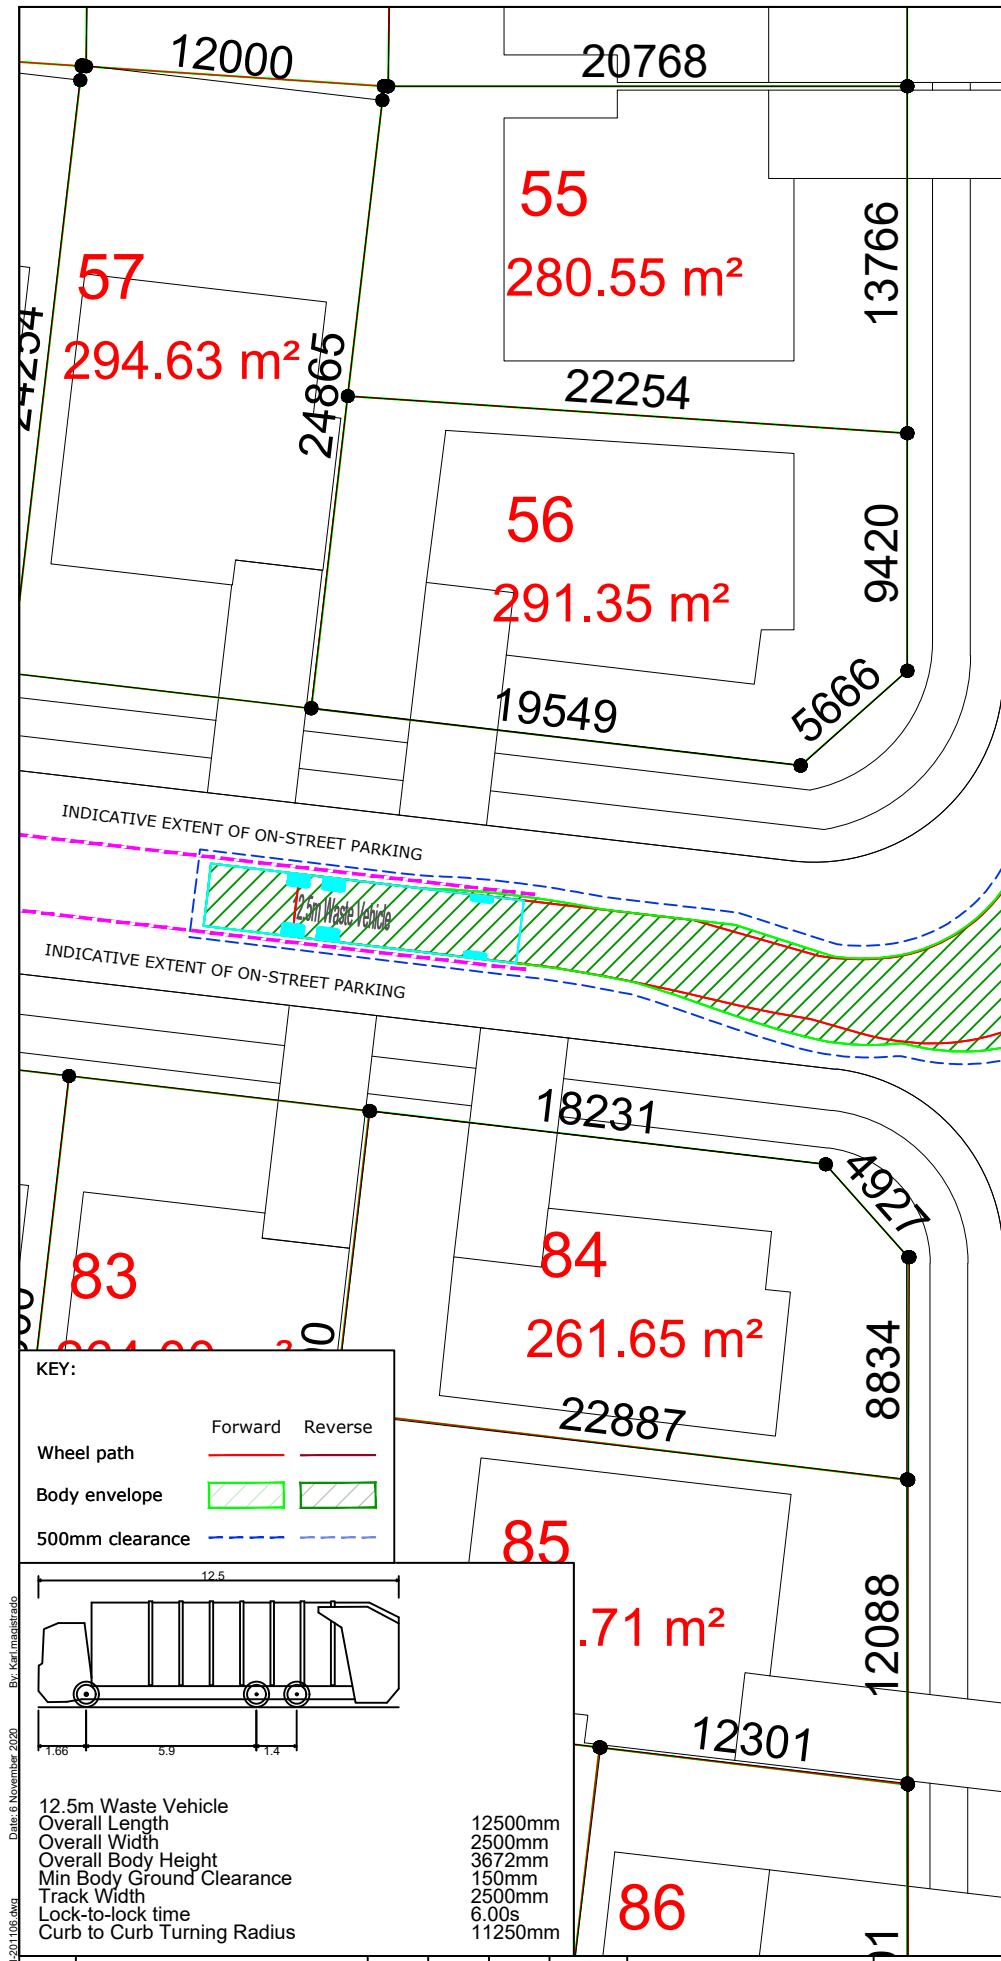 12000
20768
55
280.55 m²
13766
57
294.63 m²
24254
24865
22254
56
291.35 m²
9420
5666
19549
INDICATIVE EXTENT OF ON-STREET PARKING
12.5m Waste Vehicle
INDICATIVE EXTENT OF ON-STREET PARKING
18231
4927
83
84
261.65 m²
8834
22887
KEY:
Forward Reverse
Wheel path
Body envelope
500mm clearance
85
.71 m²
12088
12.5
1.66 5.9 1.4
12301
12.5m Waste Vehicle
Overall Length 12500mm
Overall Width 2500mm
Overall Body Height 3672mm
Min Body Ground Clearance 150mm
Track Width 2500mm
Lock-to-lock time 6.00s
Curb to Curb Turning Radius 11250mm
86
By: Karl.magistrado
Date: 6 November 2020
-201106.dwg